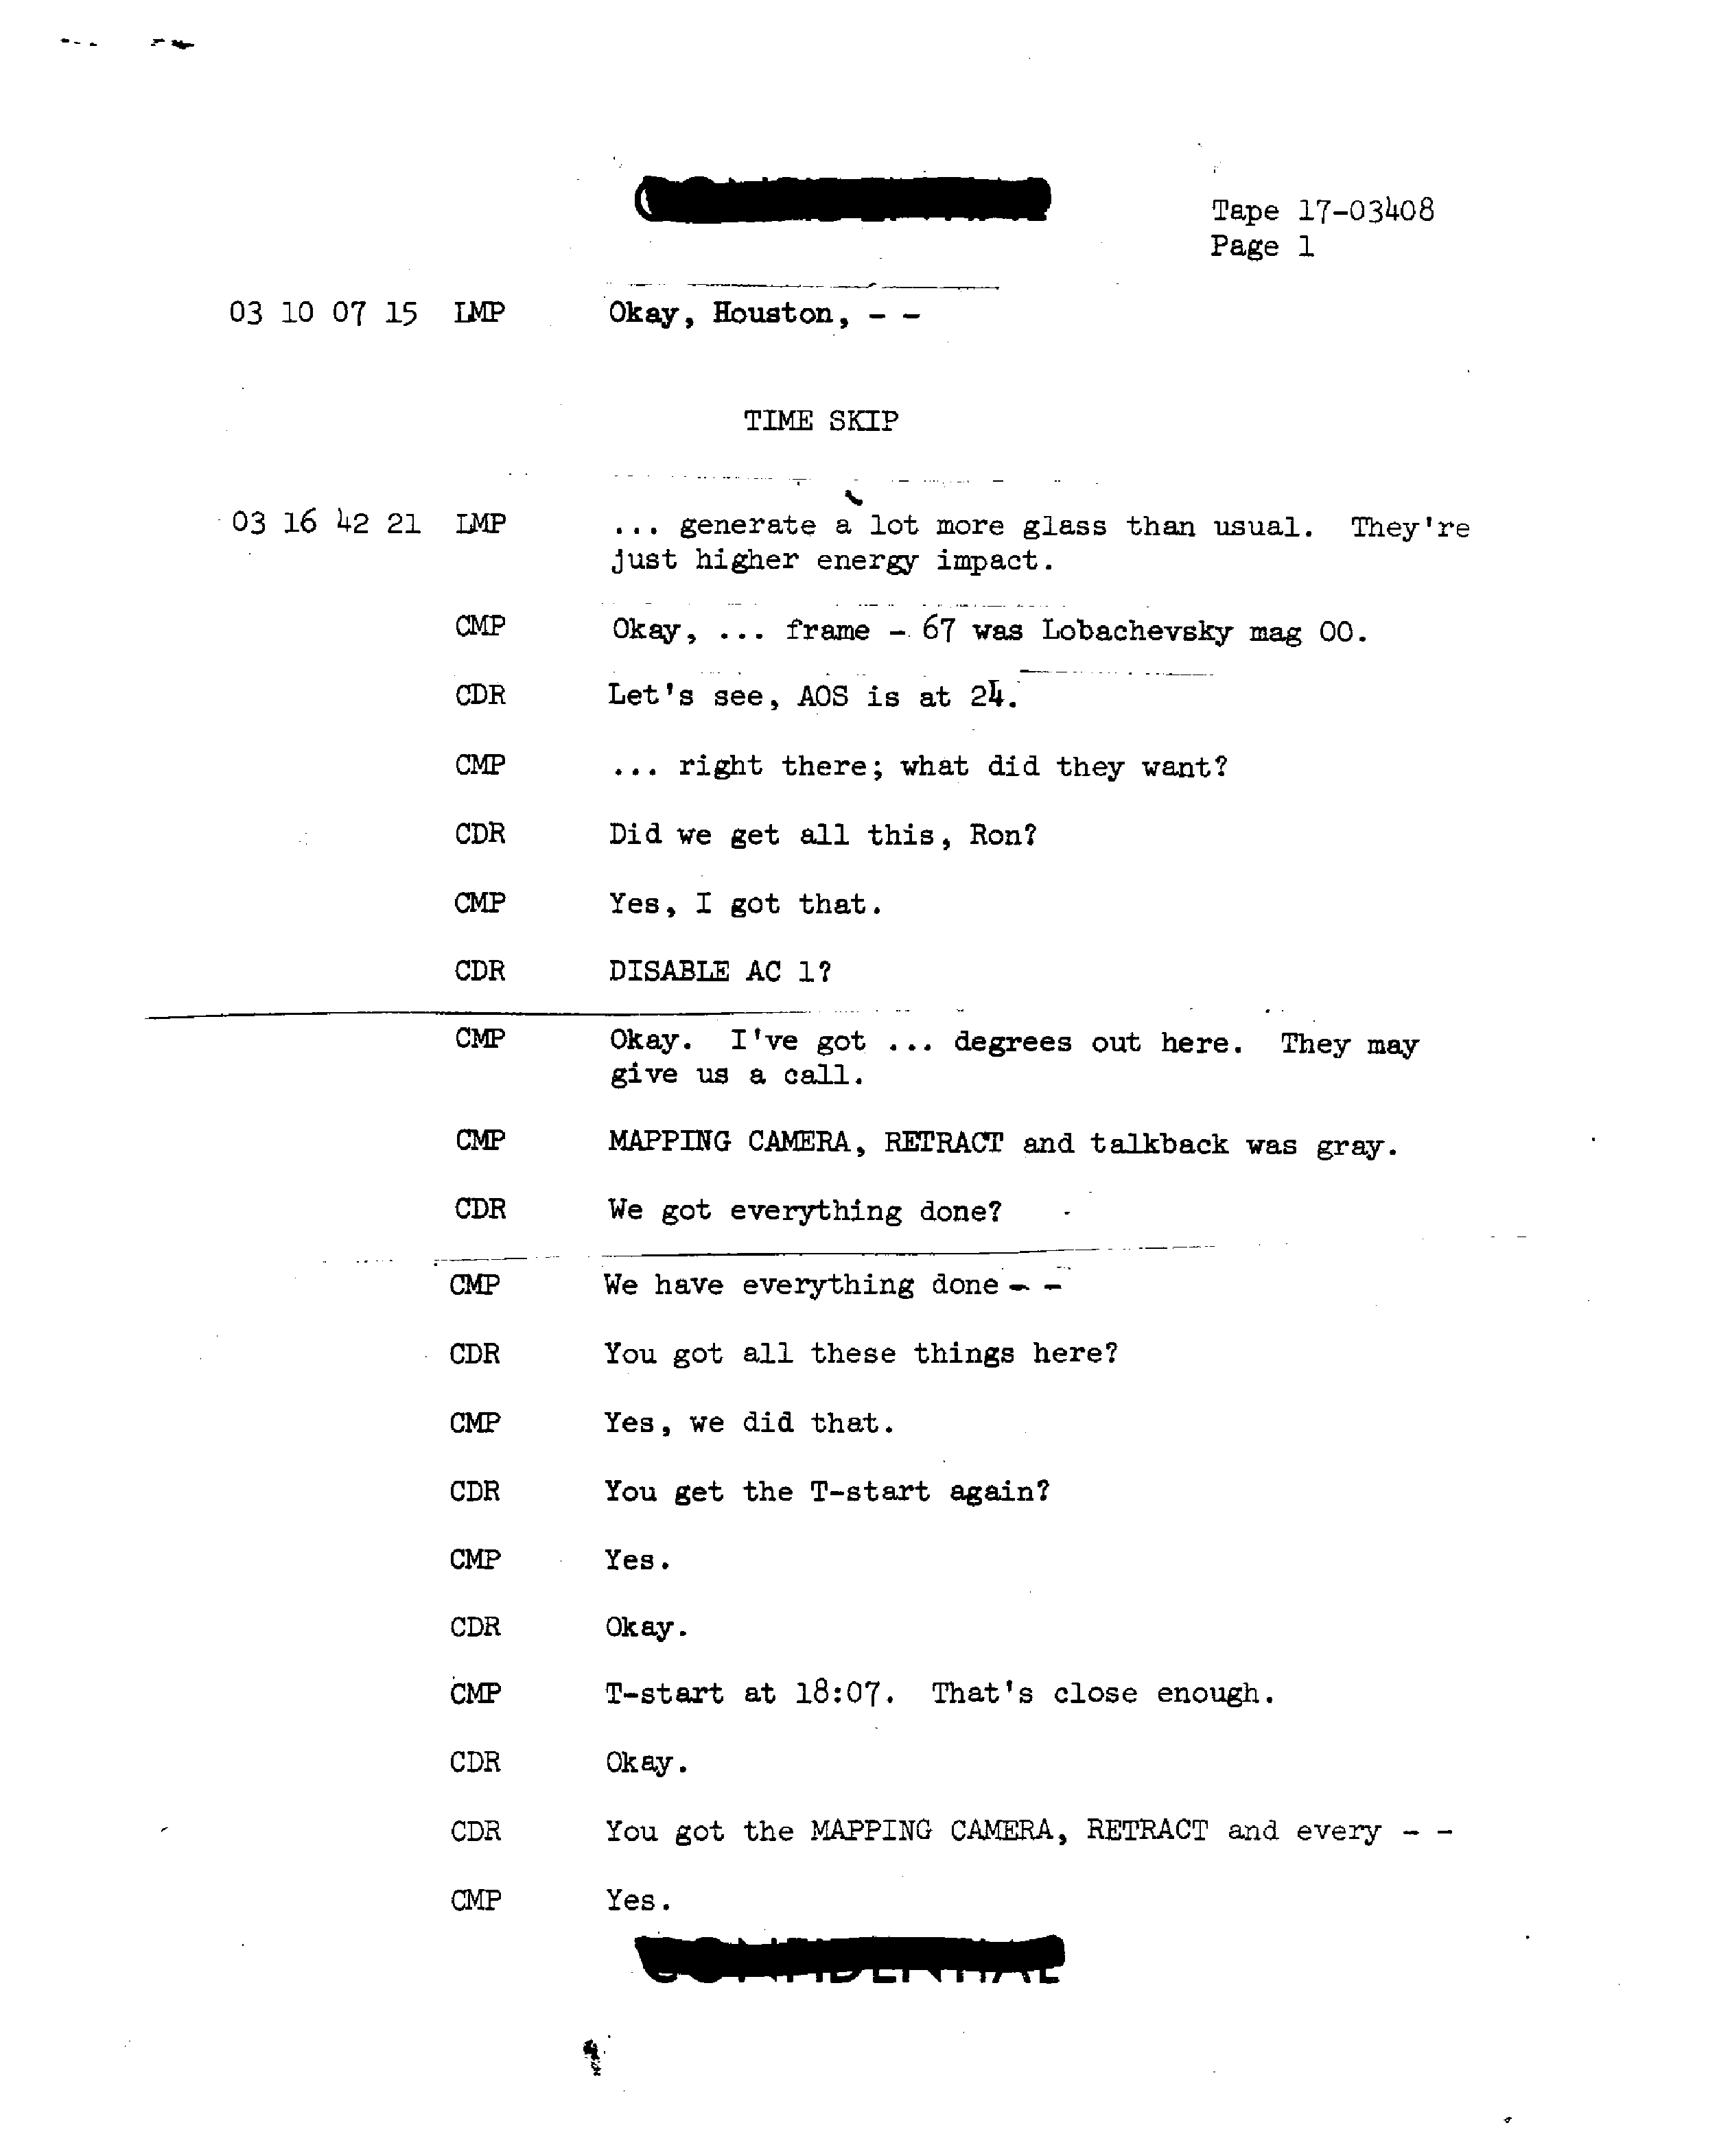 Tape 17-03408
Page 1
03 10 07 15 LMP Okay, Houston, - -
TIME SKIP
03 16 42 21 LMP ... generate a lot more glass than usual. They're
just higher energy impact.
CMP Okay, ... frame - 67 was Lobachevsky mag OO.
CDR Let's see, AOS is at 24.
CMP ... right there; what did they want?
CDR Did we get all this, Ron?
CMP Yes, I got that.
CDR DISABLE AC 1?
CMP Okay. I've got ... degrees out here. They may
give us a call.
CMP MAPPING CAMERA, RETRACT and talkback was gray.
CDR We got everything done?
CMP We have everything done - -
CDR You got all these things here?
CMP Yes, we did that.
CDR You get the T-start again?
CMP Yes.
CDR Okay.
CMP T-start at 18:07. That's close enough.
CDR Okay.
CDR You got the MAPPING CAMERA, RETRACT and every - -
CMP Yes.